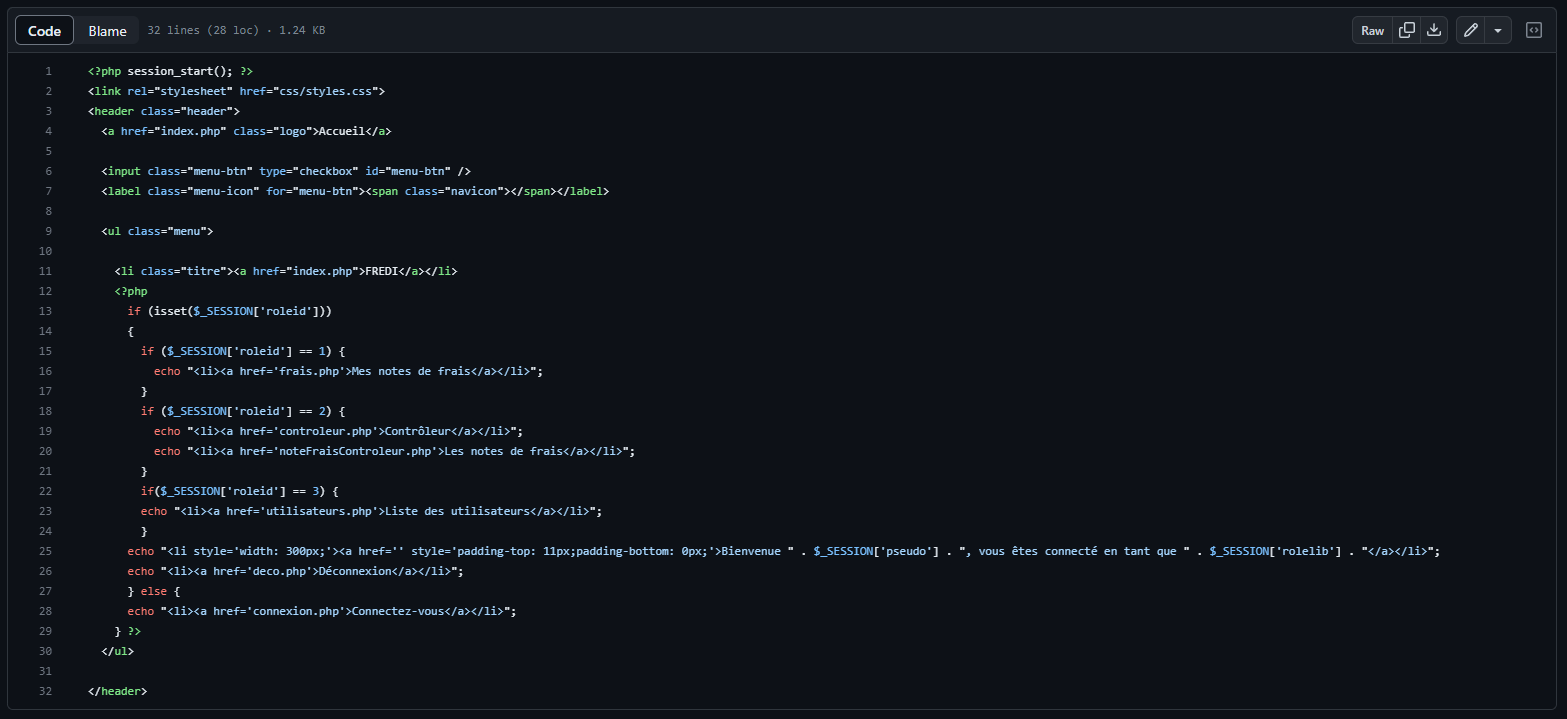 Code Blame 32 lines (28 loc) · 1.24 KB Raw
1 <?php session_start(); ?>
2 <link rel="stylesheet" href="css/styles.css">
3 <header class="header">
4   <a href="index.php" class="logo">Accueil</a>
5
6   <input class="menu-btn" type="checkbox" id="menu-btn" />
7   <label class="menu-icon" for="menu-btn"><span class="navicon"></span></label>
8
9   <ul class="menu">
10
11     <li class="titre"><a href="index.php">FREDI</a></li>
12     <?php
13       if (isset($_SESSION['roleid']))
14       {
15         if ($_SESSION['roleid'] == 1) {
16           echo "<li><a href='frais.php'>Mes notes de frais</a></li>";
17         }
18         if ($_SESSION['roleid'] == 2) {
19           echo "<li><a href='controleur.php'>Contrôleur</a></li>";
20           echo "<li><a href='noteFraisControleur.php'>Les notes de frais</a></li>";
21         }
22         if($_SESSION['roleid'] == 3) {
23         echo "<li><a href='utilisateurs.php'>Liste des utilisateurs</a></li>";
24         }
25       echo "<li style='width: 300px;'><a href='' style='padding-top: 11px;padding-bottom: 0px;'>Bienvenue " . $_SESSION['pseudo'] . ", vous êtes connecté en tant que " . $_SESSION['rolelib'] . "</a></li>";
26       echo "<li><a href='deco.php'>Déconnexion</a></li>";
27       } else {
28       echo "<li><a href='connexion.php'>Connectez-vous</a></li>";
29     } ?>
30   </ul>
31
32 </header>